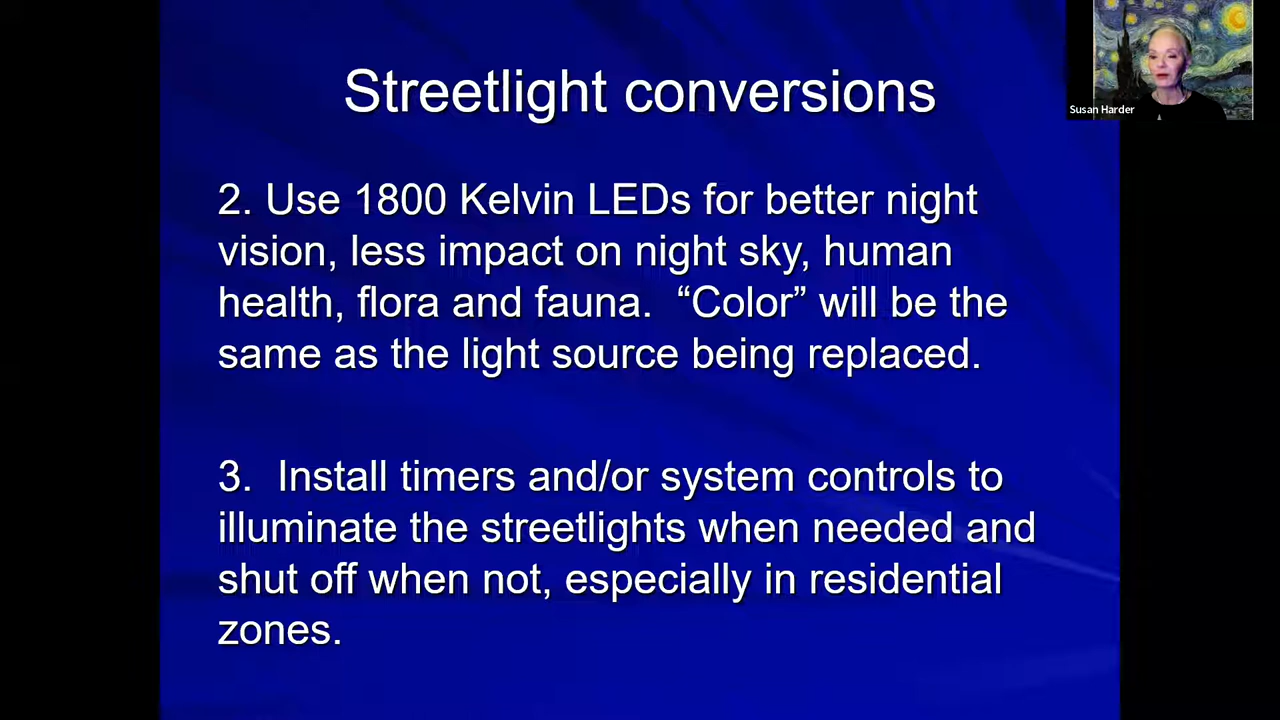 Streetlight conversions
Susan Harder
2. Use 1800 Kelvin LEDs for better night
vision, less impact on night sky, human
health, flora and fauna.  “Color” will be the
same as the light source being replaced.
3.  Install timers and/or system controls to
illuminate the streetlights when needed and
shut off when not, especially in residential
zones.